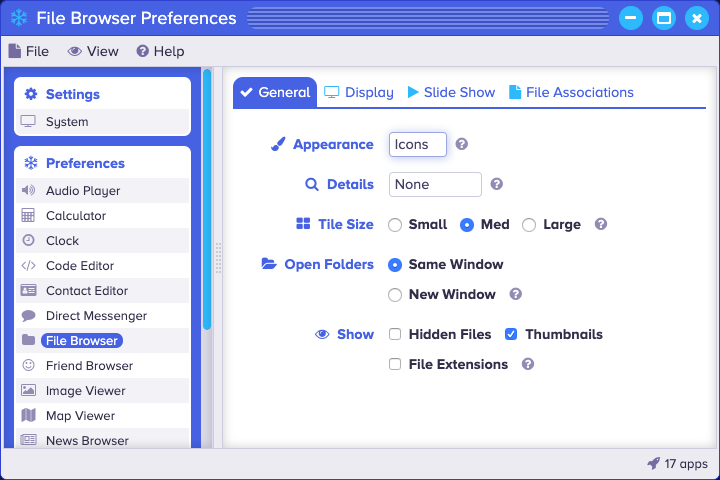 File Browser Preferences
File View Help
Settings
System
Preferences
Audio Player
Calculator
Clock
Code Editor
Contact Editor
Direct Messenger
File Browser
Friend Browser
Image Viewer
Map Viewer
News Browser
General Display Slide Show File Associations
Appearance Icons
Details None
Tile Size Small Med Large
Open Folders Same Window
New Window
Show Hidden Files Thumbnails
File Extensions
17 apps